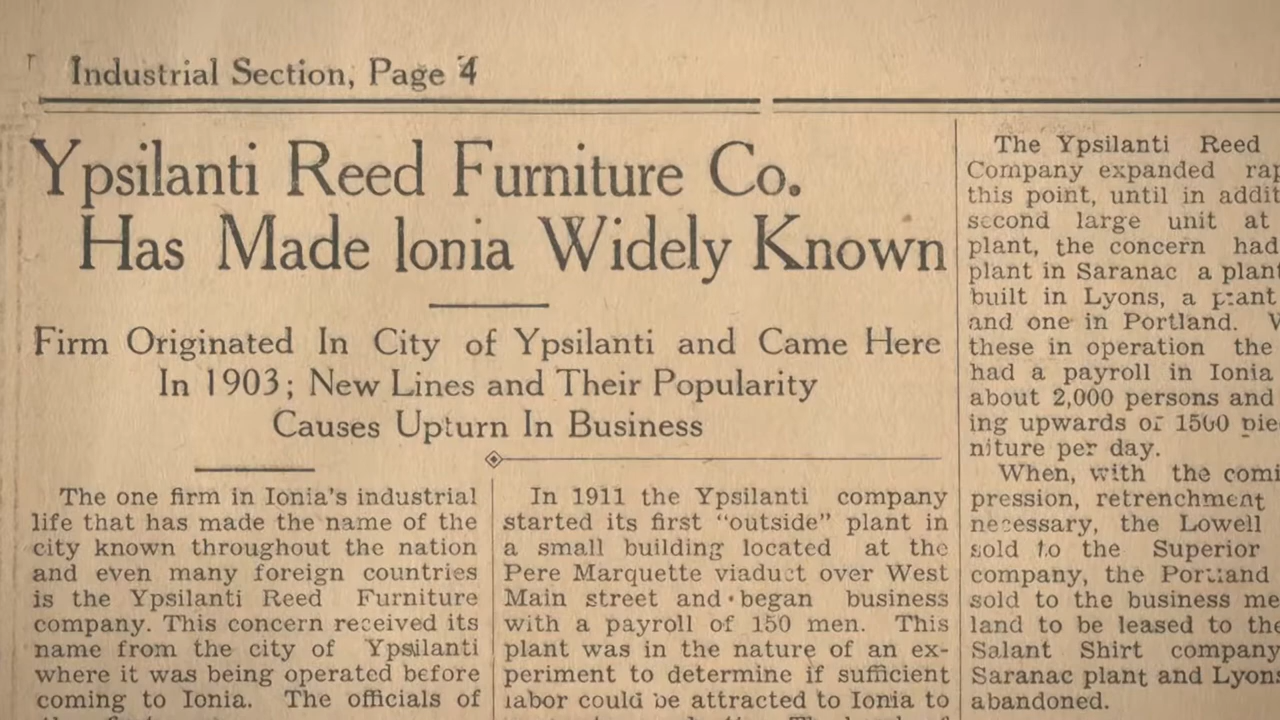 Industrial Section, Page 4
Ypsilanti Reed Furniture Co.
Has Made Ionia Widely Known
Firm Originated In City of Ypsilanti and Came Here
In 1903; New Lines and Their Popularity
Causes Upturn In Business
The one firm in Ionia's industrial
life that has made the name of the
city known throughout the nation
and even many foreign countries
is the Ypsilanti Reed Furniture
company. This concern received its
name from the city of Ypsilanti
where it was being operated before
coming to Ionia. The officials of
In 1911 the Ypsilanti company
started its first "outside" plant in
a small building located at the
Pere Marquette viaduct over West
Main street and began business
with a payroll of 150 men. This
plant was in the nature of an ex-
periment to determine if sufficient
labor could be attracted to Ionia to
The Ypsilanti Reed
Company expanded rap
this point, until in addit
second large unit at
plant, the concern had
plant in Saranac a plant
built in Lyons, a plant
and one in Portland.
these in operation the
had a payroll in Ionia
about 2,000 persons and
ing upwards of 1500 pie
niture per day.
When, with the comi
pression, retrenchment
necessary, the Lowell
sold to the Superior
company, the Portland
sold to the business me
land to be leased to the
Salant Shirt company
Saranac plant and Lyons
abandoned.